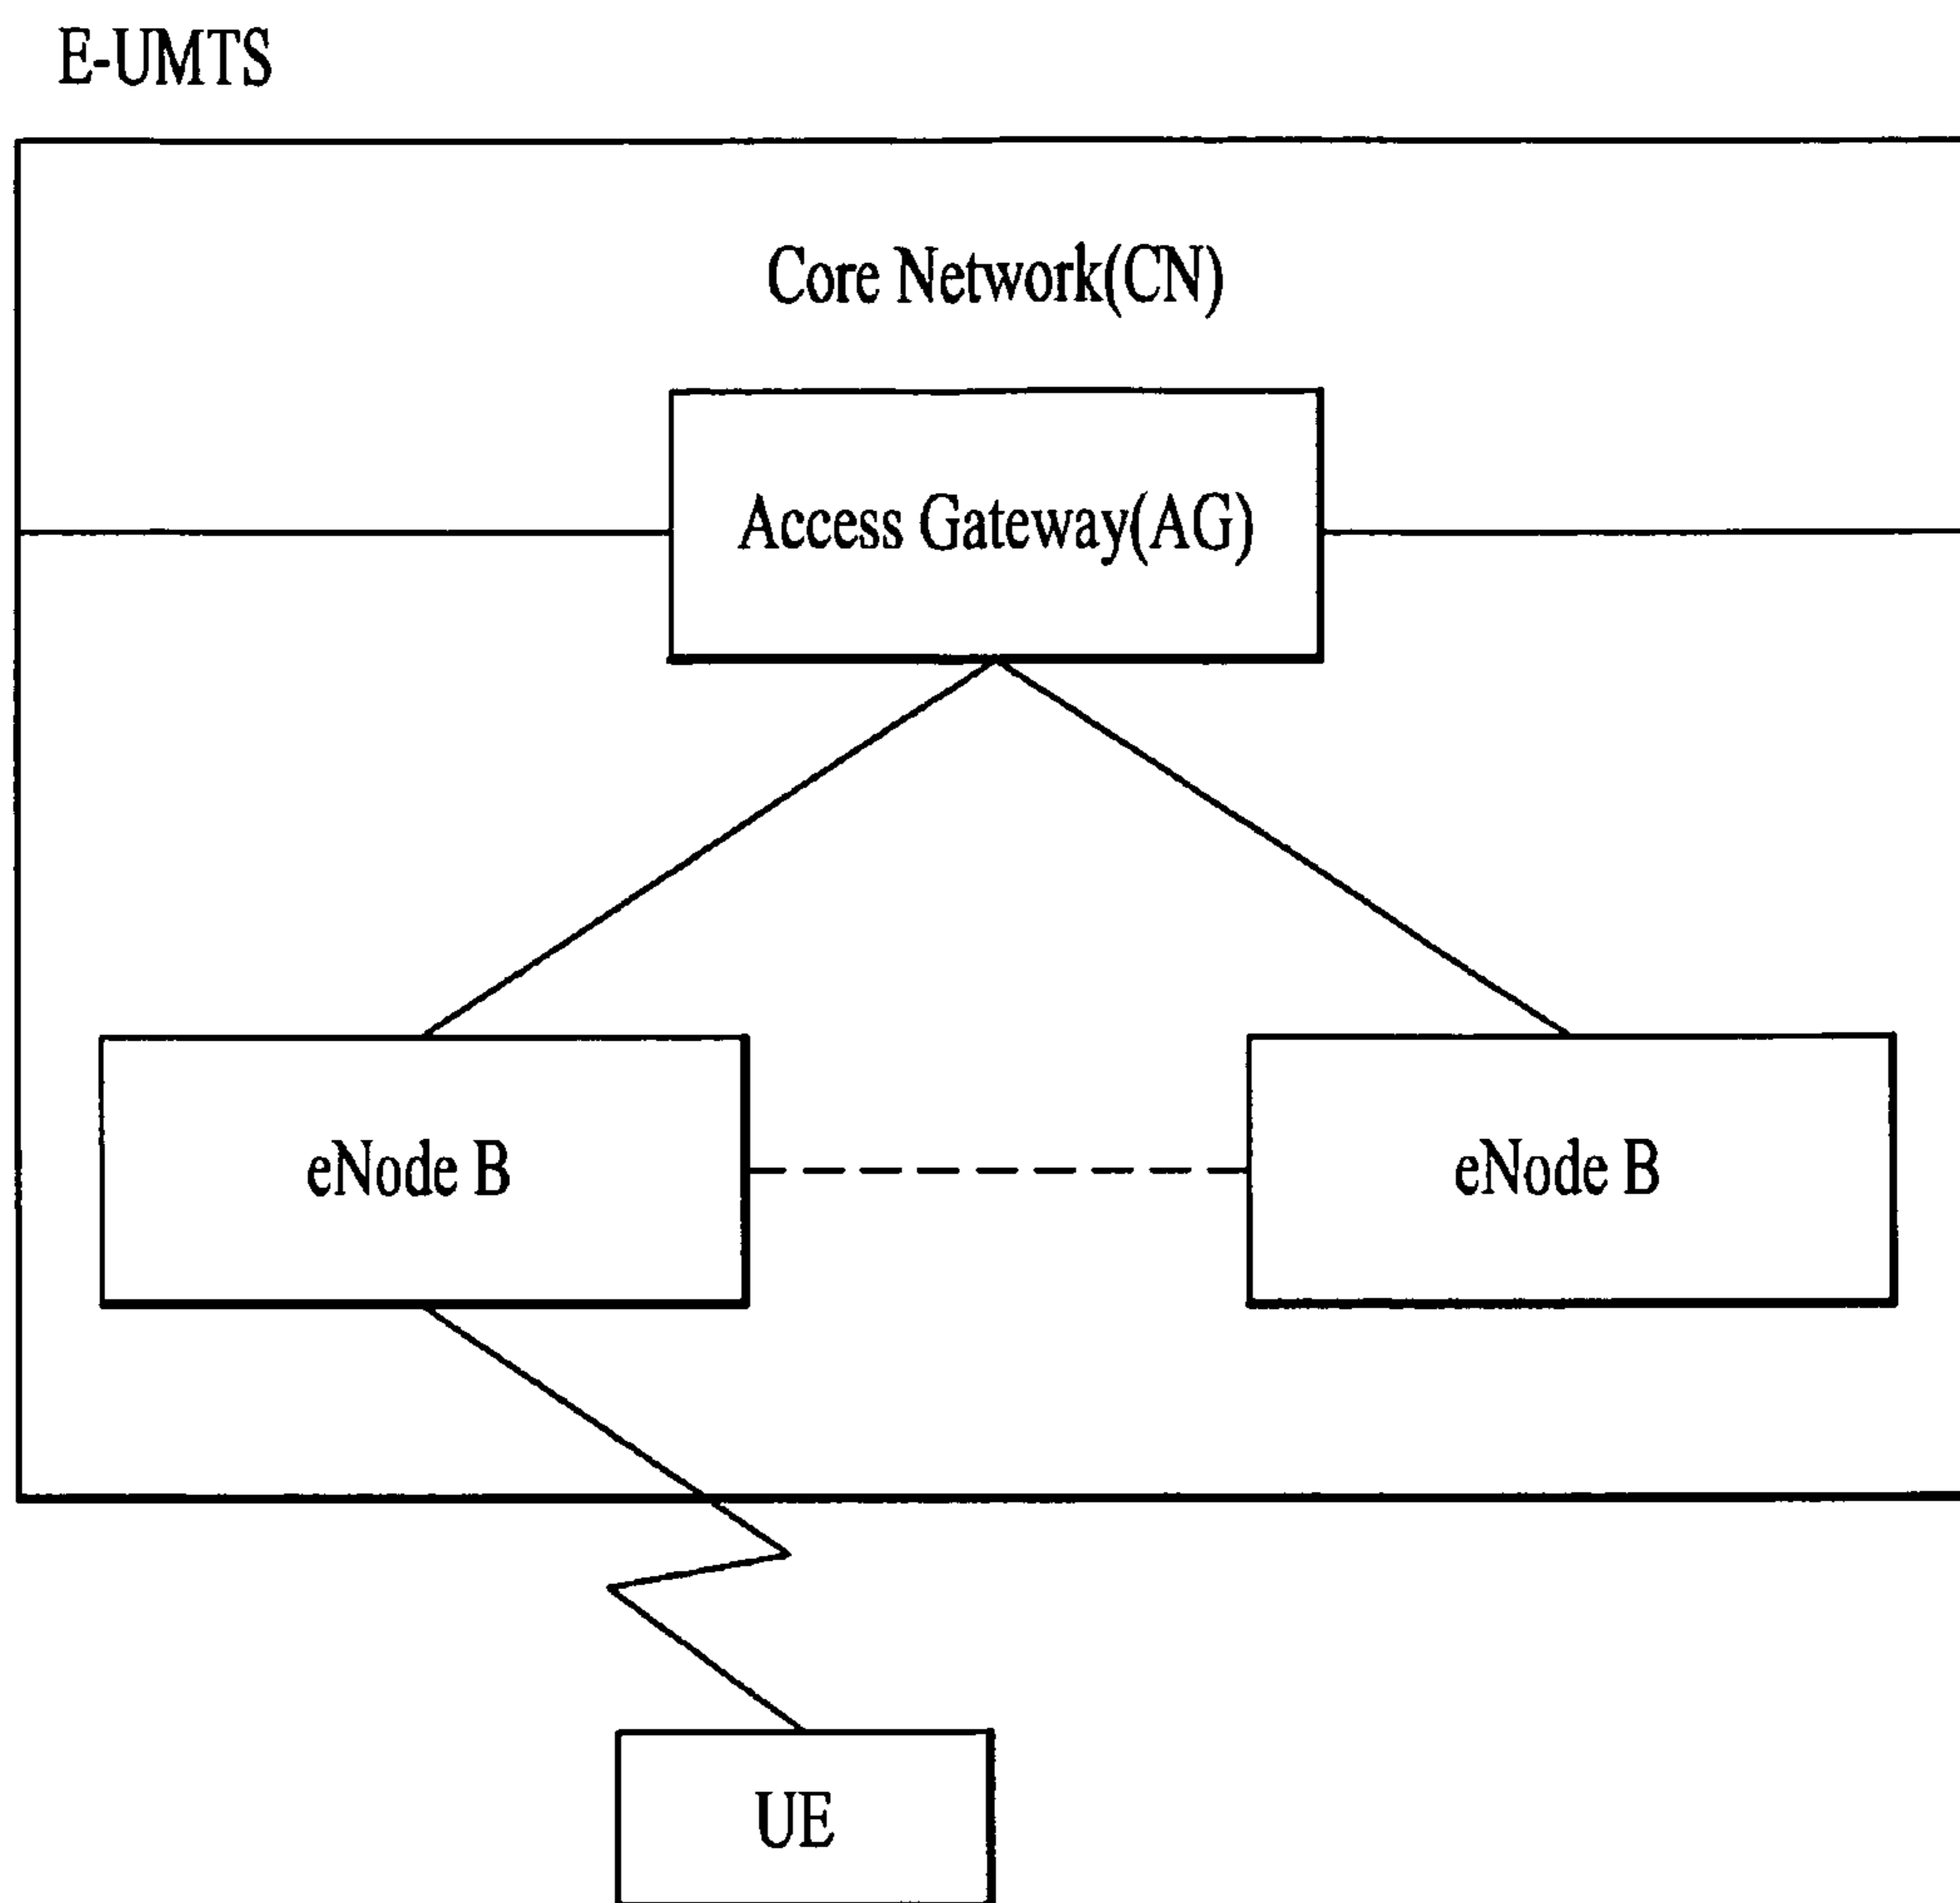 E-UMTS
Core Network(CN)
Access Gateway(AG)
eNode B
eNode B
UE